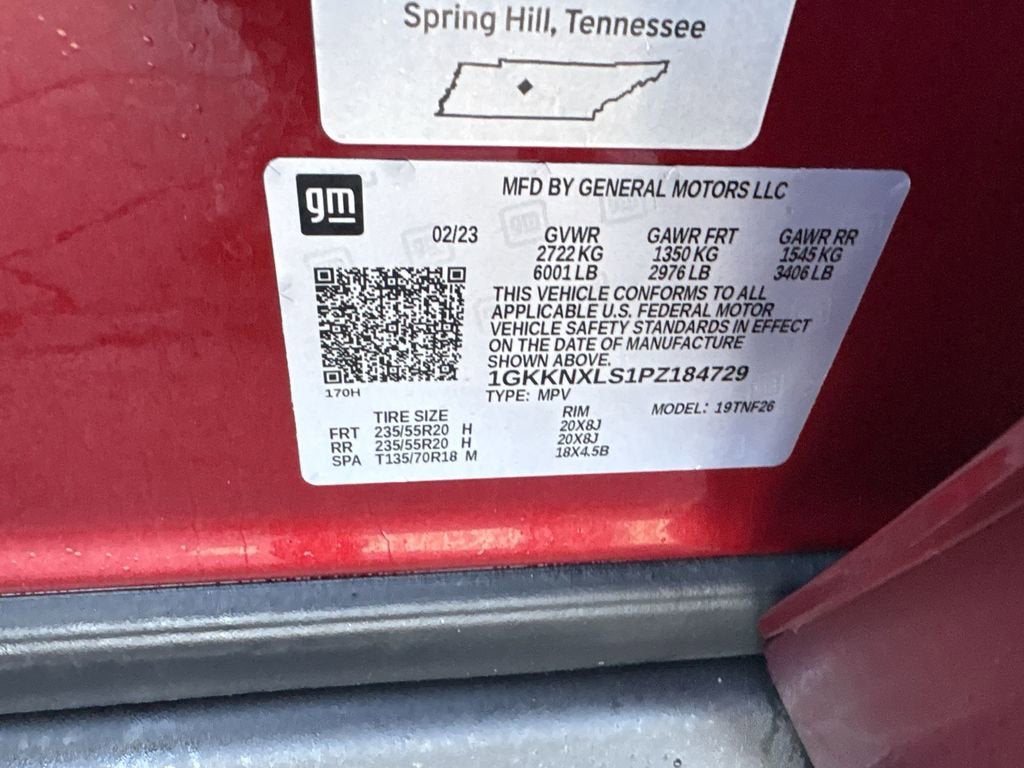 Spring Hill, Tennessee
gm
MFD BY GENERAL MOTORS LLC
02/23 GVWR GAWR FRT GAWR RR
2722 KG 1350 KG 1545 KG
6001 LB 2976 LB 3406 LB
THIS VEHICLE CONFORMS TO ALL
APPLICABLE U.S. FEDERAL MOTOR
VEHICLE SAFETY STANDARDS IN EFFECT
ON THE DATE OF MANUFACTURE
SHOWN ABOVE.
1GKKNXLS1PZ184729
170H
TYPE: MPV MODEL: 19TNF26
TIRE SIZE RIM
FRT 235/55R20 H 20X8J
RR 235/55R20 H 20X8J
SPA T135/70R18 M 18X4.5B